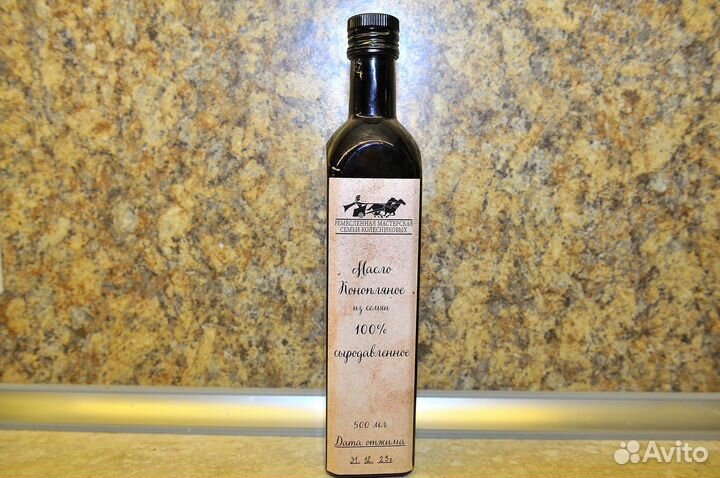 РЕМЕСЛЕННАЯ МАСТЕРСКАЯ
СЕМЬИ КОЛЕСНИКОВЫХ
Масло
Конопляное
из семян
100%
сыродавленное
500 мл
Дата отжима
31. 12. 23г.
Avito